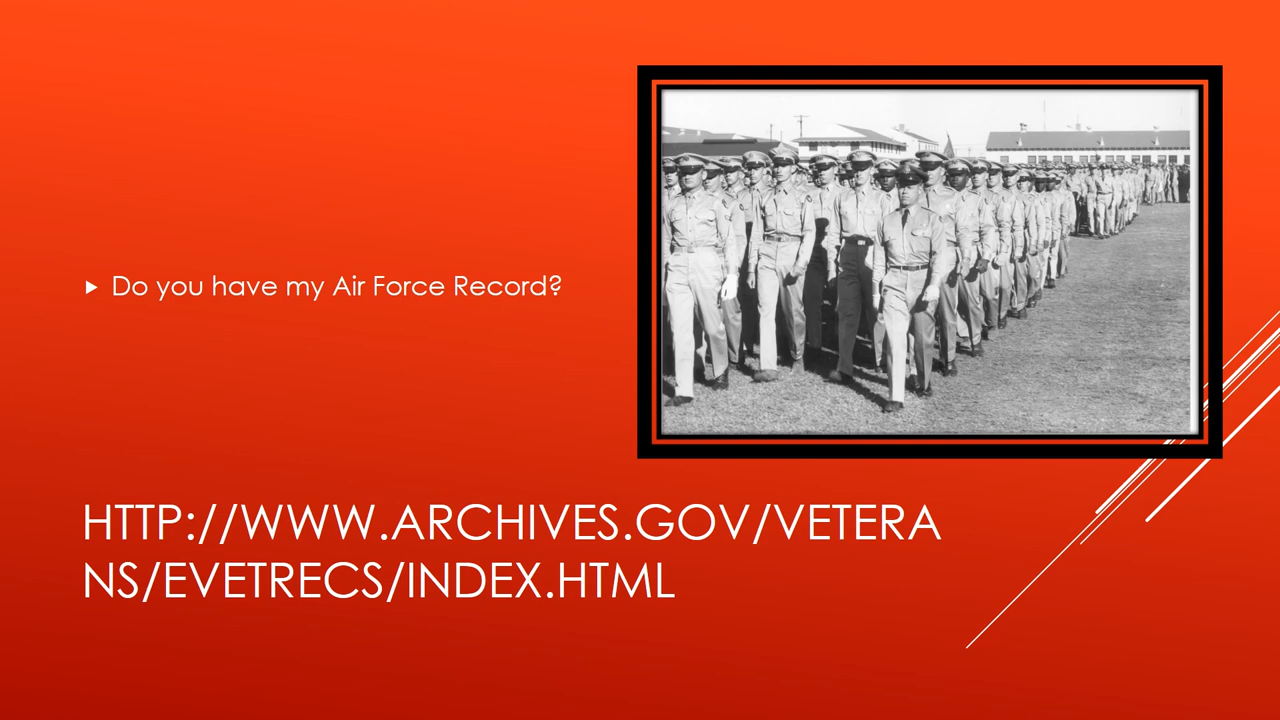 Do you have my Air Force Record?
HTTP://WWW.ARCHIVES.GOV/VETERA
NS/EVETRECS/INDEX.HTML